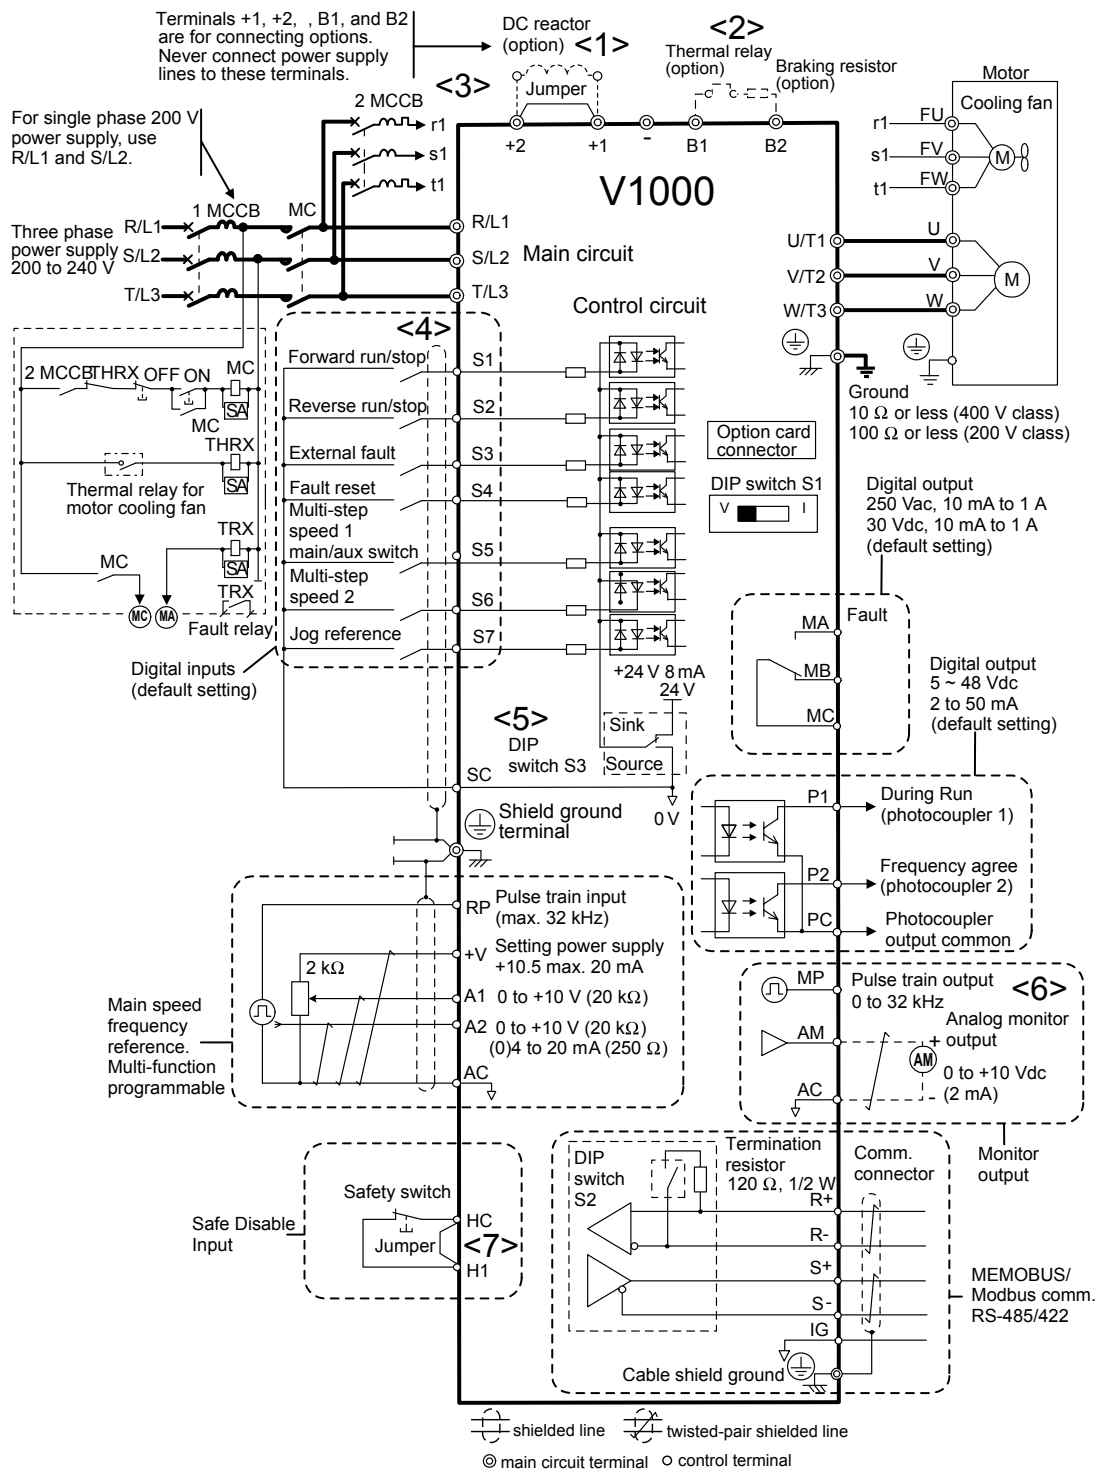 Terminals +1, +2, , B1, and B2
are for connecting options.
Never connect power supply
lines to these terminals.
DC reactor
(option)
<1>
<2>
Thermal relay
(option)
Braking resistor
(option)
Jumper
+2
+1
-
B1
B2
Motor
Cooling fan
r1
FU
s1
FV
t1
FW
M
<3>
2 MCCB
r1
s1
t1
For single phase 200 V
power supply, use
R/L1 and S/L2.
V1000
1 MCCB
MC
Three phase
power supply
200 to 240 V
R/L1
S/L2
T/L3
R/L1
S/L2
T/L3
Main circuit
Control circuit
U/T1
V/T2
W/T3
U
V
W
M
Ground
10 Ω or less (400 V class)
100 Ω or less (200 V class)
2 MCCB
THRX
OFF
ON
MC
SA
MC
THRX
SA
Thermal relay for
motor cooling fan
TRX
SA
MC
TRX
MC
MA
Fault relay
<4>
Forward run/stop
S1
Reverse run/stop
S2
External fault
S3
Fault reset
S4
Multi-step
speed 1
main/aux switch
S5
Multi-step
speed 2
S6
Jog reference
S7
Digital inputs
(default setting)
Option card
connector
DIP switch S1
V
I
Digital output
250 Vac, 10 mA to 1 A
30 Vdc, 10 mA to 1 A
(default setting)
MA
Fault
MB
MC
Digital output
5 ~ 48 Vdc
2 to 50 mA
(default setting)
+24 V 8 mA
24 V
Sink
Source
0 V
<5>
DIP
switch S3
SC
Shield ground
terminal
P1
During Run
(photocoupler 1)
P2
Frequency agree
(photocoupler 2)
PC
Photocoupler
output common
Main speed
frequency
reference.
Multi-function
programmable
2 kΩ
RP
Pulse train input
(max. 32 kHz)
+V
Setting power supply
+10.5 max. 20 mA
A1
0 to +10 V (20 kΩ)
A2
0 to +10 V (20 kΩ)
(0)4 to 20 mA (250 Ω)
AC
MP
Pulse train output
0 to 32 kHz
<6>
AM
Analog monitor
output
+
AM
0 to +10 Vdc
(2 mA)
AC
-
Monitor
output
Safe Disable
Input
Safety switch
Jumper
HC
<7>
H1
DIP
switch
S2
Termination
resistor
120 Ω, 1/2 W
Comm.
connector
R+
R-
S+
S-
IG
Cable shield ground
MEMOBUS/
Modbus comm.
RS-485/422
shielded line
twisted-pair shielded line
main circuit terminal
control terminal